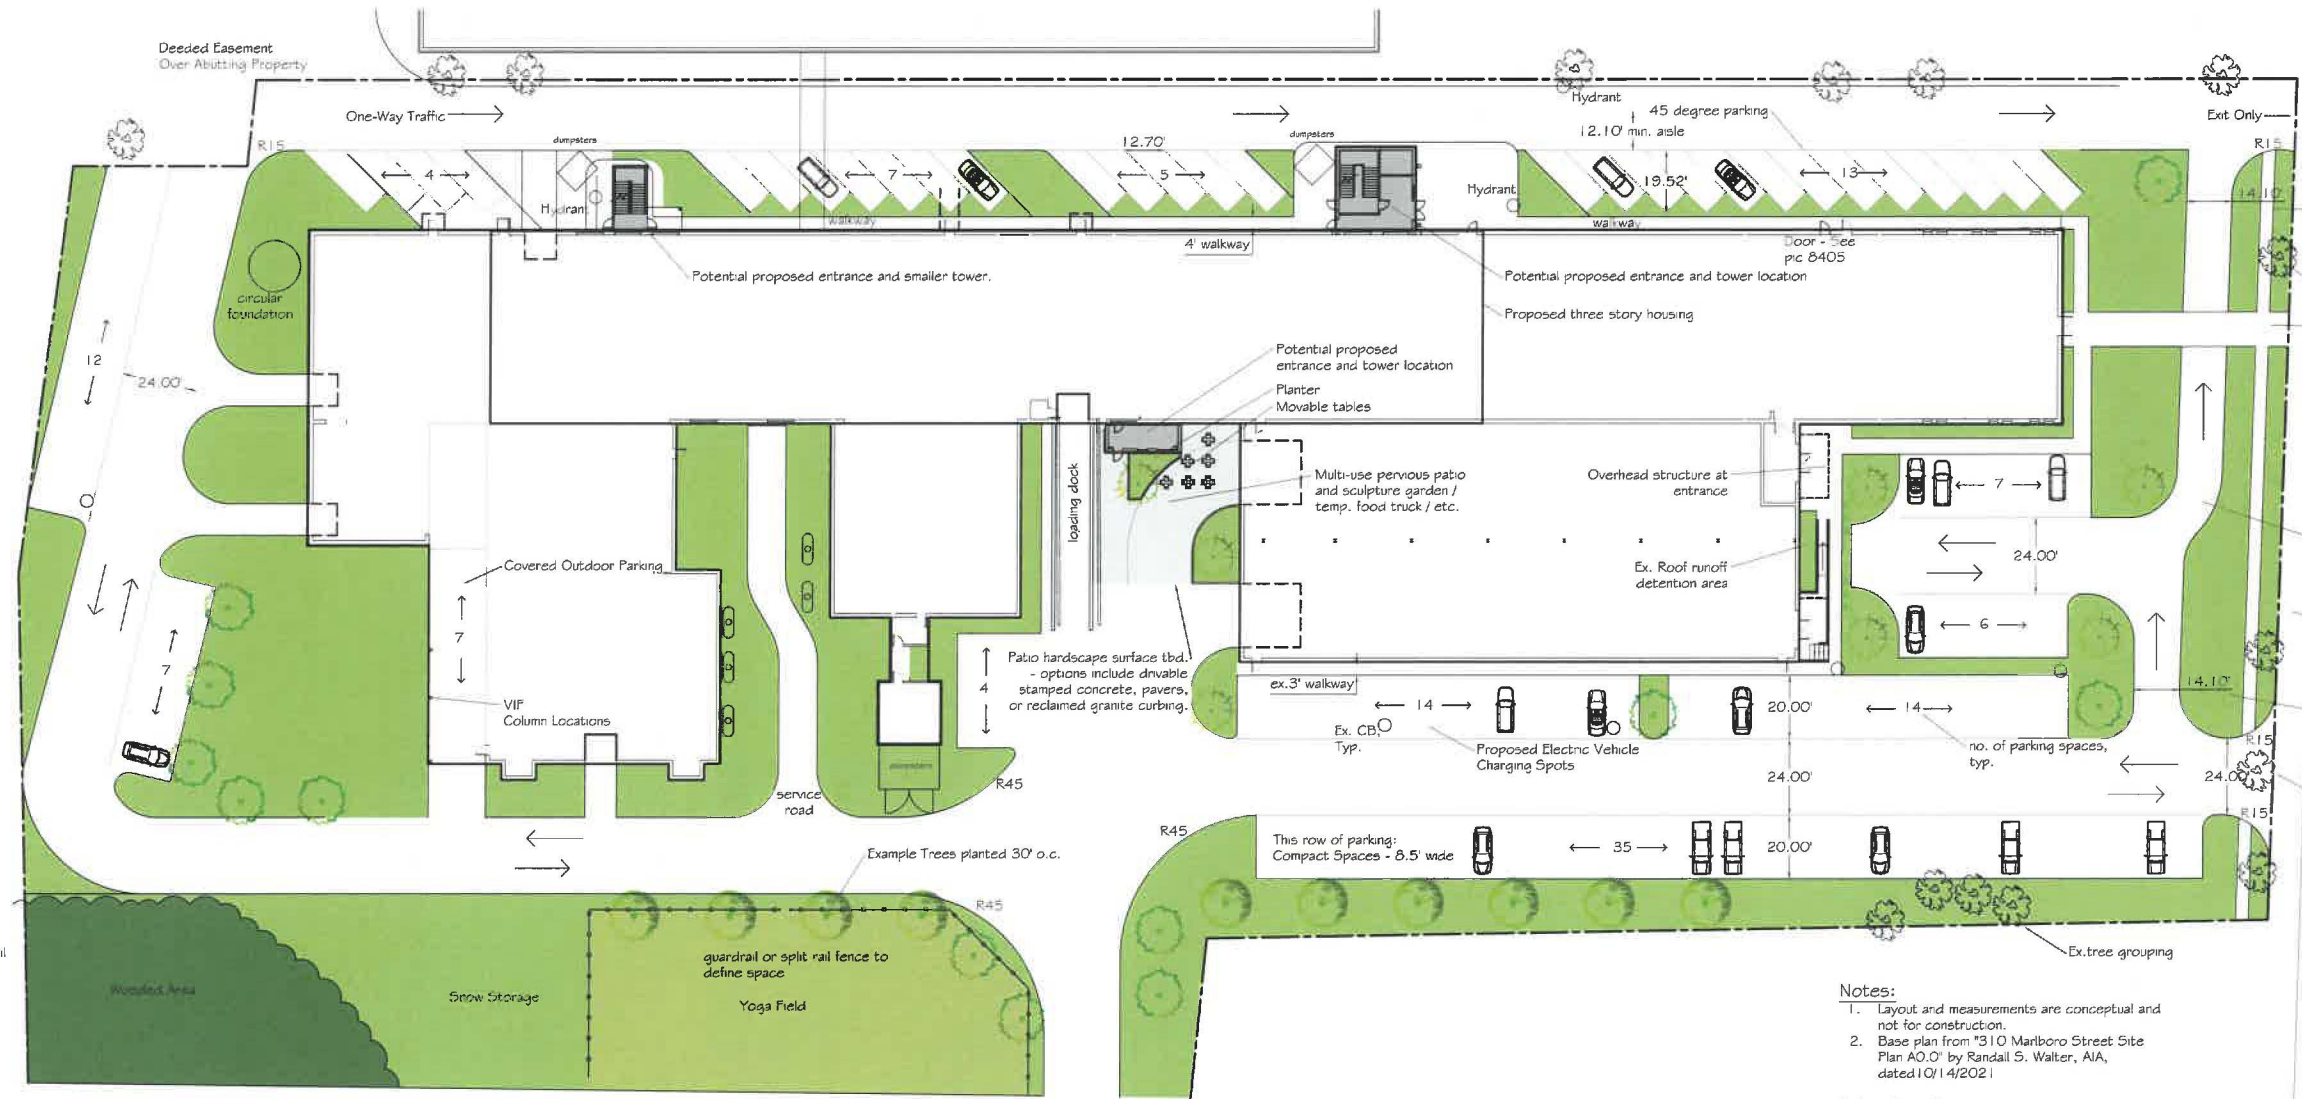 Deeded Easement
Over Abutting Property
One-Way Traffic
Hydrant
45 degree parking
12.10' min. aisle
Exit Only
R15
dumpsters
12.70'
dumpsters
R15
4
7
5
19.52'
13
Hydrant
Hydrant
14.10'
walkway
walkway
4' walkway
Door - See
pic 8405
Potential proposed entrance and smaller tower.
Potential proposed entrance and tower location
circular
foundation
Proposed three story housing
12
24.00'
Potential proposed
entrance and tower location
Planter
Movable tables
loading dock
Multi-use pervious patio
and sculpture garden /
temp. food truck / etc.
Overhead structure at
entrance
7
24.00'
Covered Outdoor Parking
Ex. Roof runoff
detention area
7
7
6
4
Patio hardscape surface tbd.
- options include drivable
stamped concrete, pavers,
or reclaimed granite curbing.
ex.3' walkway
14.10'
VIF
Column Locations
14
20.00'
14
Ex. CB,
Typ.
Proposed Electric Vehicle
Charging Spots
no. of parking spaces,
typ.
R15
dumpsters
R45
24.00'
24.00'
service
road
R15
R45
This row of parking:
Compact Spaces - 8.5' wide
35
20.00'
Example Trees planted 30' o.c.
R45
guardrail or split rail fence to
define space
Ex.tree grouping
Wooded Area
Snow Storage
Yoga Field
Notes:
1. Layout and measurements are conceptual and
not for construction.
2. Base plan from "310 Marlboro Street Site
Plan A0.0" by Randall S. Walter, AIA,
dated 10/14/2021